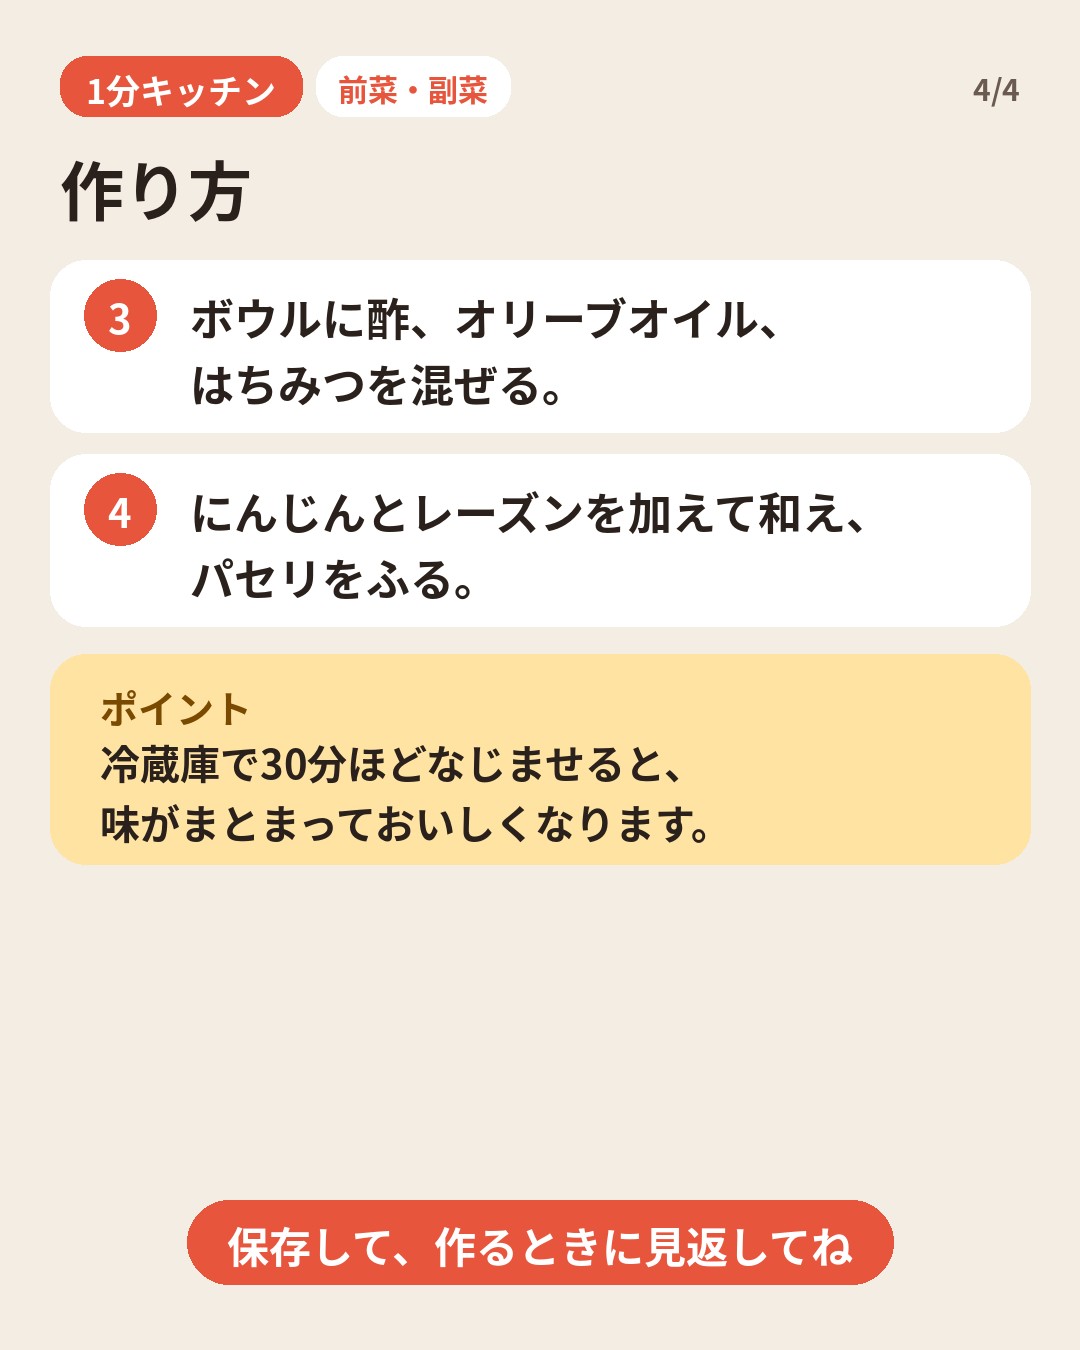 1分キッチン
前菜・副菜
4/4
作り方
3
ボウルに酢、オリーブオイル、
はちみつを混ぜる。
4
にんじんとレーズンを加えて和え、
パセリをふる。
ポイント
冷蔵庫で30分ほどなじませると、
味がまとまっておいしくなります。
保存して、作るときに見返してね